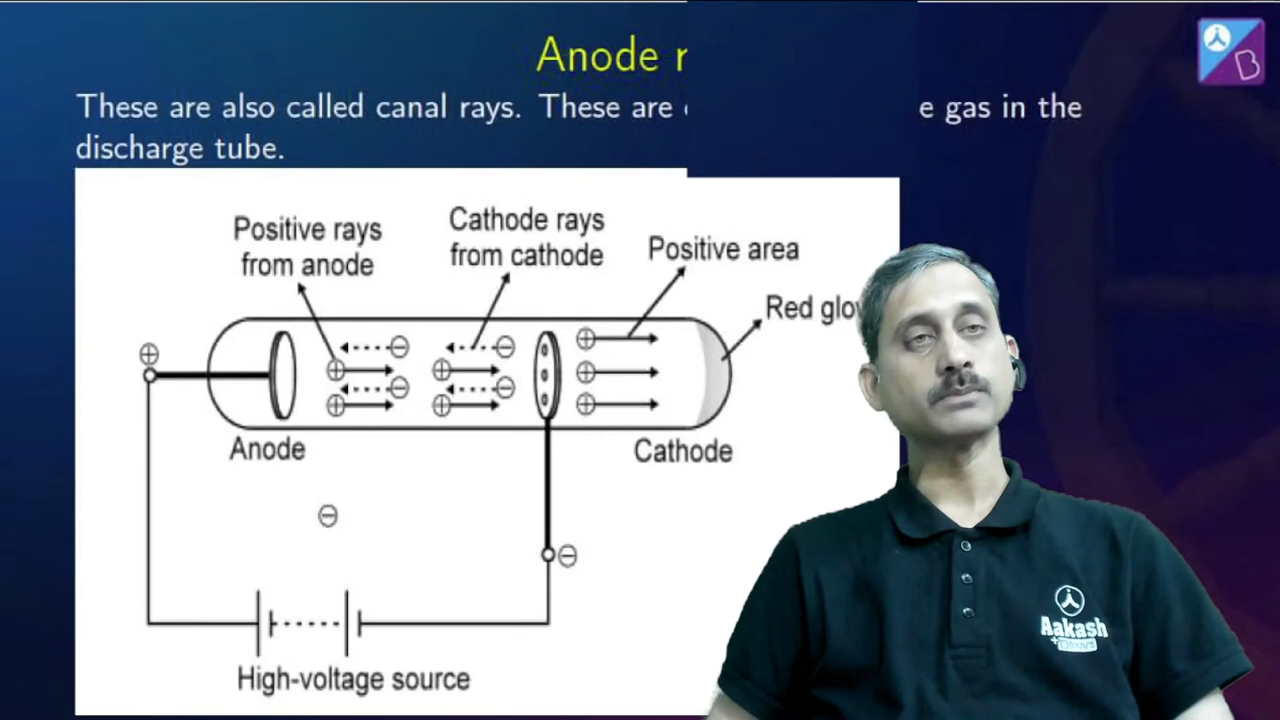 Anode
These are also called canal rays. These are
gas in the
discharge tube.
Positive rays
from anode
Cathode rays
from cathode
Positive area
Red
Anode
Cathode
High-voltage source
Aakash
B